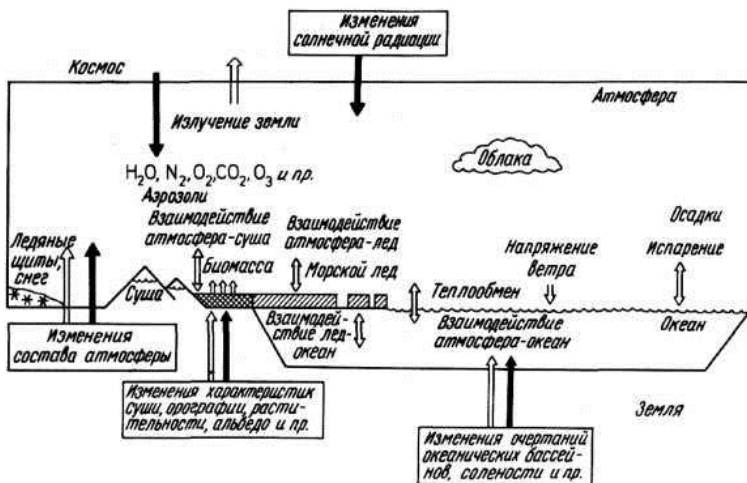 Изменения
солнечной радиации
Космос
Атмосфера
Излучение земли
Облака
H₂O, N₂, O₂, CO₂, O₃ и пр.
Аэрозоли
Взаимодействие
атмосфера-суша
Взаимодействие
атмосфера-лед
Осадки
Ледяные
щиты,
снег
Биомасса
Морской лед
Напряжение
ветра
Испарение
Суша
Теплообмен
Взаимодей-
ствие лед-
океан
Взаимодействие
атмосфера-океан
Океан
Изменения
состава атмосферы
Изменения характеристик
суши, орографии, расти-
тельности, альбедо и пр.
Земля
Изменения очертаний
океанических бассей-
нов, солености и пр.